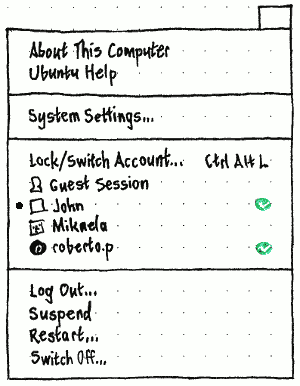 About This Computer
Ubuntu Help
System Settings...
Lock/Switch Account... Ctrl Alt L
Guest Session
John
Mikaela
roberto.p
Log Out...
Suspend
Restart...
Switch Off...